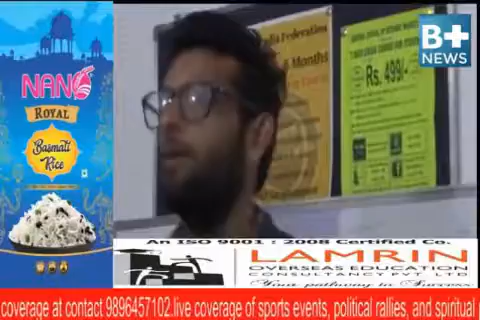 NANO
ROYAL
Basmati
Rice
India Federation
6 Months
Rs. 499/-
B+
NEWS
An ISO 9001 : 2008 Certified Co.
LAMRIN
OVERSEAS EDUCATION
CONSULTANCY PVT LTD
Your pathway to Success
coverage at contact 9896457102.live coverage of sports events, political rallies, and spiritual